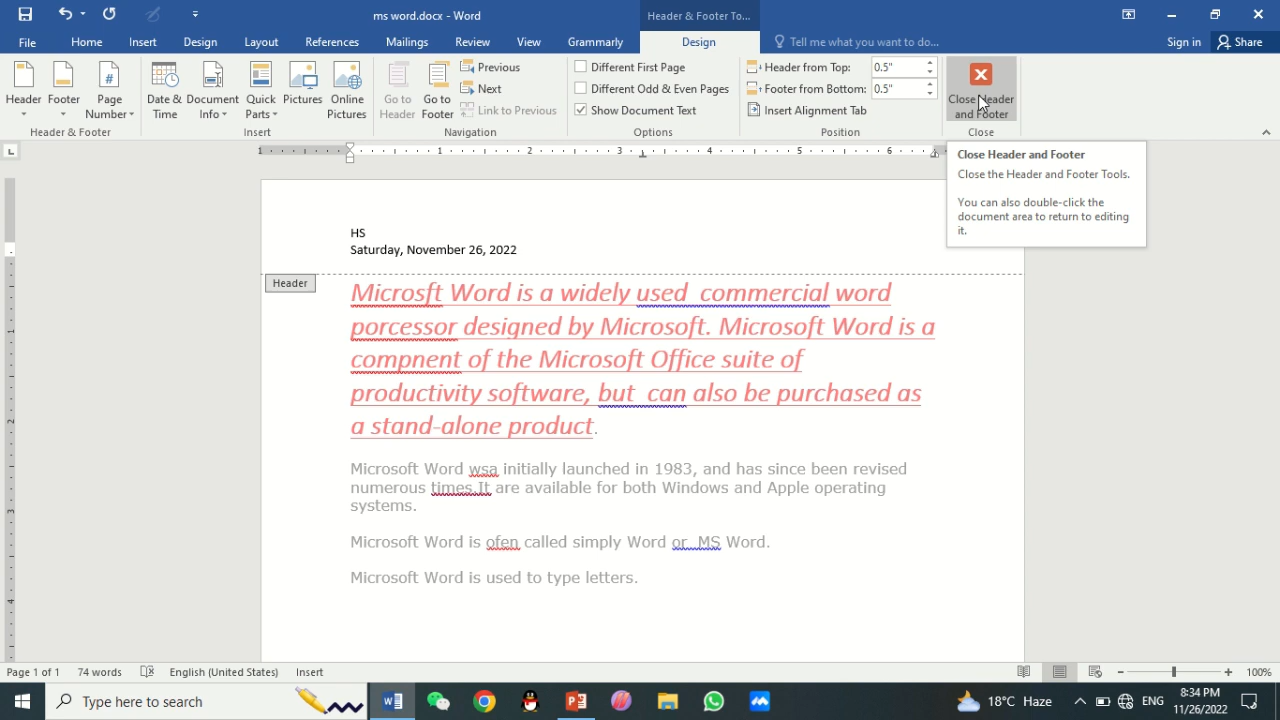 ms word.docx - Word
Header & Footer To...
File Home Insert Design Layout References Mailings Review View Grammarly Design Tell me what you want to do... Sign in Share
Header
Footer
Page Number
Header & Footer
Date & Time
Document Info
Quick Parts
Pictures
Online Pictures
Insert
Go to Header
Go to Footer
Previous
Next
Link to Previous
Navigation
Different First Page
Different Odd & Even Pages
Show Document Text
Options
Header from Top: 0.5"
Footer from Bottom: 0.5"
Insert Alignment Tab
Position
Close Header and Footer
Close
Close Header and Footer
Close the Header and Footer Tools.
You can also double-click the
document area to return to editing
it.
L
1 1 2 3 4 5 6
HS
Saturday, November 26, 2022
Header
Microsft Word is a widely used  commercial word
porcessor designed by Microsoft. Microsoft Word is a
compnent of the Microsoft Office suite of
productivity software, but  can also be purchased as
a stand-alone product.
Microsoft Word wsa initially launched in 1983, and has since been revised
numerous times.It are available for both Windows and Apple operating
systems.
Microsoft Word is ofen called simply Word or  MS Word.
Microsoft Word is used to type letters.
1
2
3
4
Page 1 of 1 74 words English (United States) Insert 100%
Type here to search 18°C Haze ENG 8:34 PM
11/26/2022